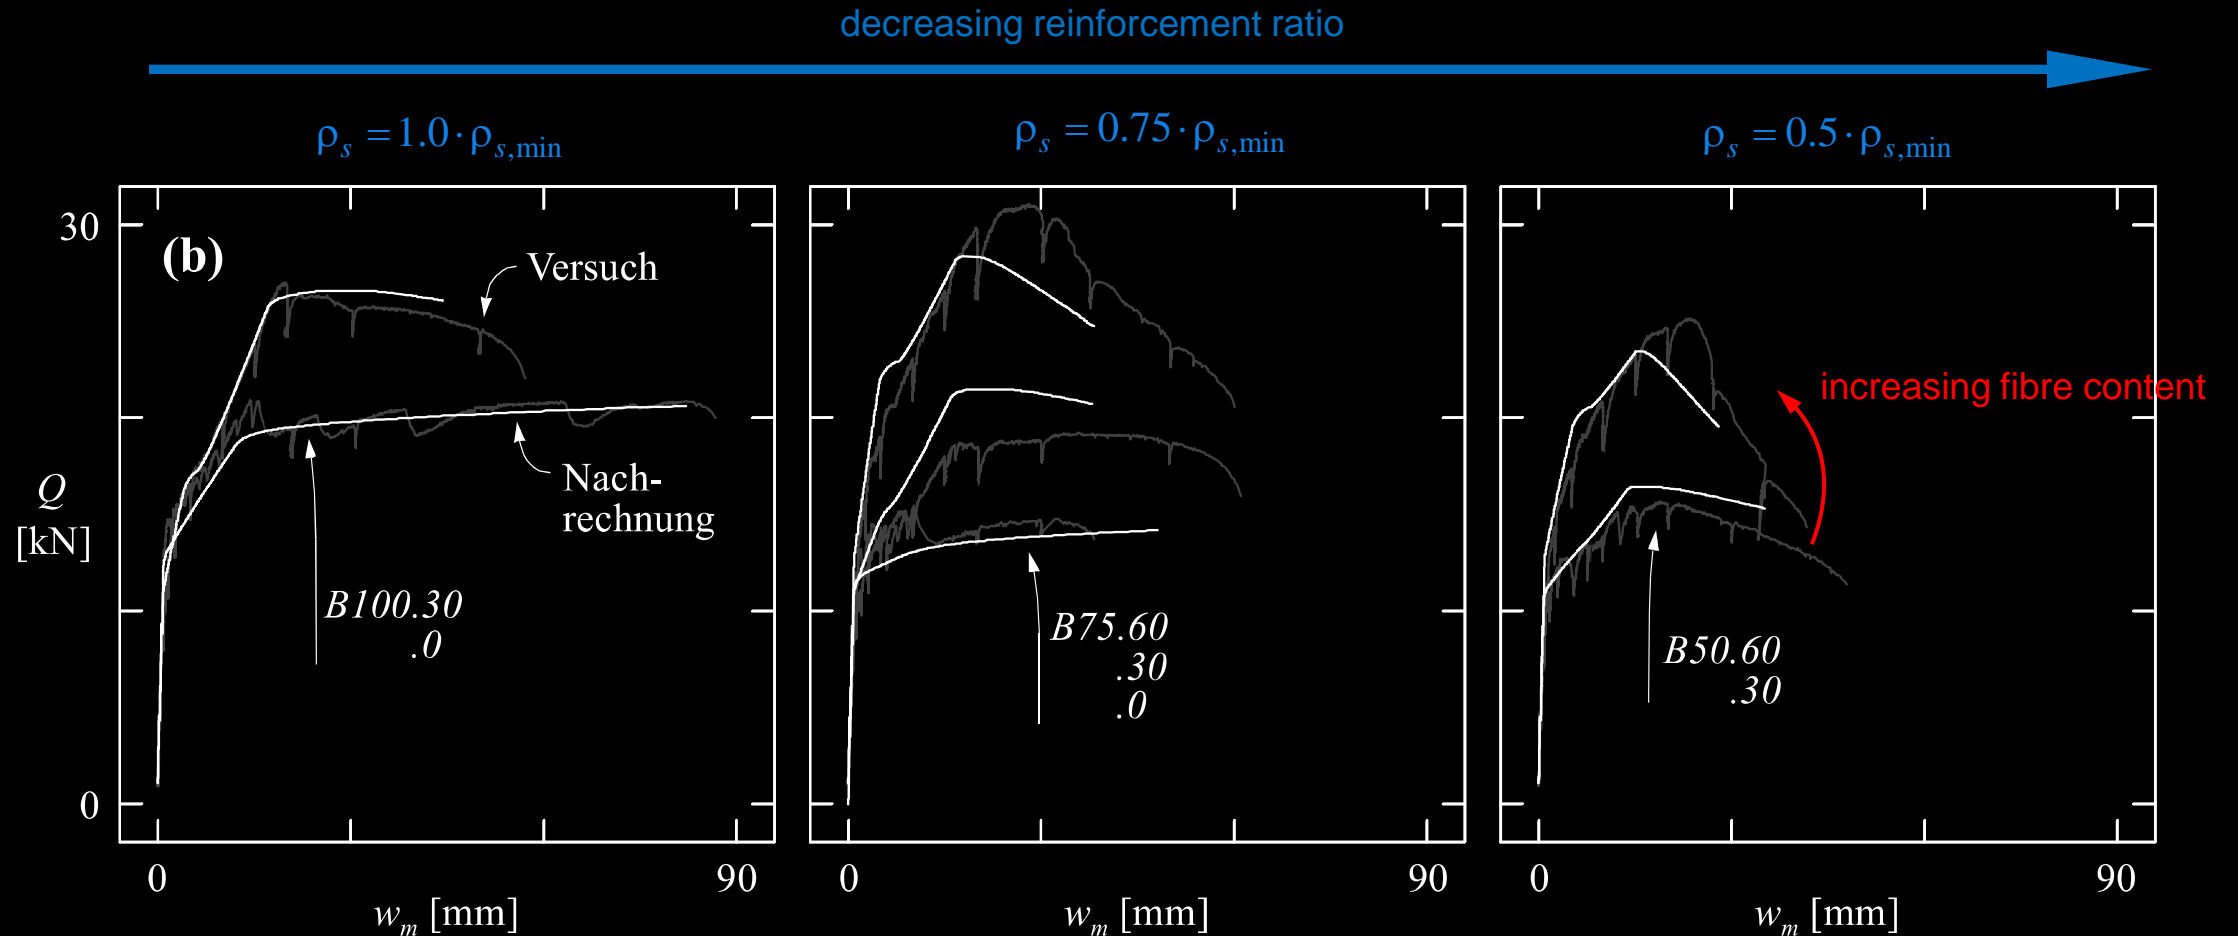 decreasing reinforcement ratio
ρs = 1.0 · ρs,min
ρs = 0.75 · ρs,min
ρs = 0.5 · ρs,min
30
(b)
Versuch
increasing fibre content
Q
[kN]
Nach-
rechnung
B100.30
.0
B75.60
.30
.0
B50.60
.30
0
0
90
0
90
0
90
wm [mm]
wm [mm]
wm [mm]